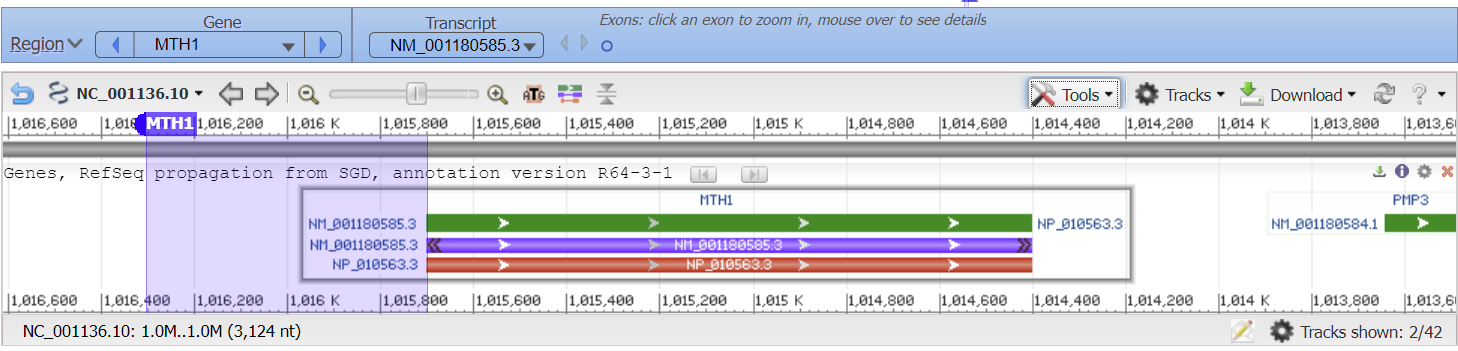 Gene Transcript Exons: click an exon to zoom in, mouse over to see details
Region MTH1 NM_001180585.3
NC_001136.10 ATG Tools Tracks Download ?
1,016,600 1,016 MTH1 1,016,200 1,016 K 1,015,800 1,015,600 1,015,400 1,015,200 1,015 K 1,014,800 1,014,600 1,014,400 1,014,200 1,014 K 1,013,800 1,013,6
Genes, RefSeq propagation from SGD, annotation version R64-3-1
MTH1 PMP3
NM_001180585.3 NP_010563.3 NM_001180584.1
NM_001180585.3 NM_001180585.3
NP_010563.3 NP_010563.3
1,016,600 1,016,400 1,016,200 1,016 K 1,015,800 1,015,600 1,015,400 1,015,200 1,015 K 1,014,800 1,014,600 1,014,400 1,014,200 1,014 K 1,013,800 1,013,6
NC_001136.10: 1.0M..1.0M (3,124 nt) Tracks shown: 2/42